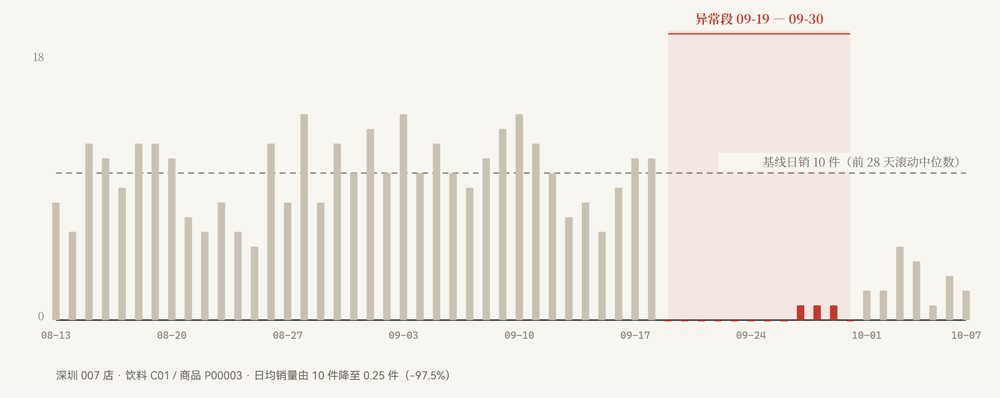 异常段 09-19 — 09-30
18
基线日销 10 件（前 28 天滚动中位数）
0
08-13 08-20 08-27 09-03 09-10 09-17 09-24 10-01 10-07
深圳 007 店 · 饮料 C01 / 商品 P00003 · 日均销量由 10 件降至 0.25 件（-97.5%）